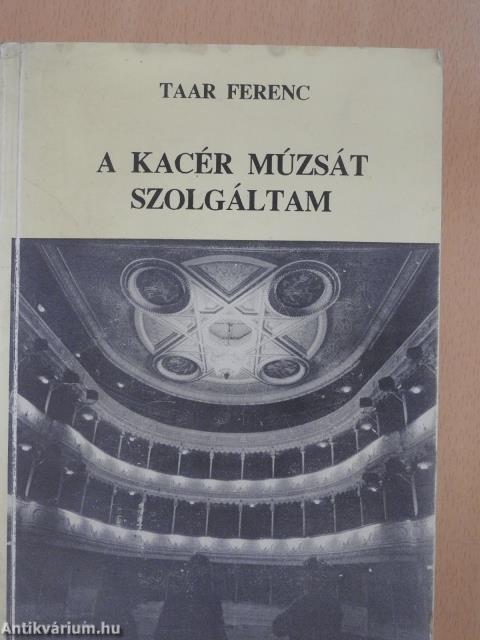 TAAR FERENC
A KACÉR MÚZSÁT
SZOLGÁLTAM
Antikvárium.hu